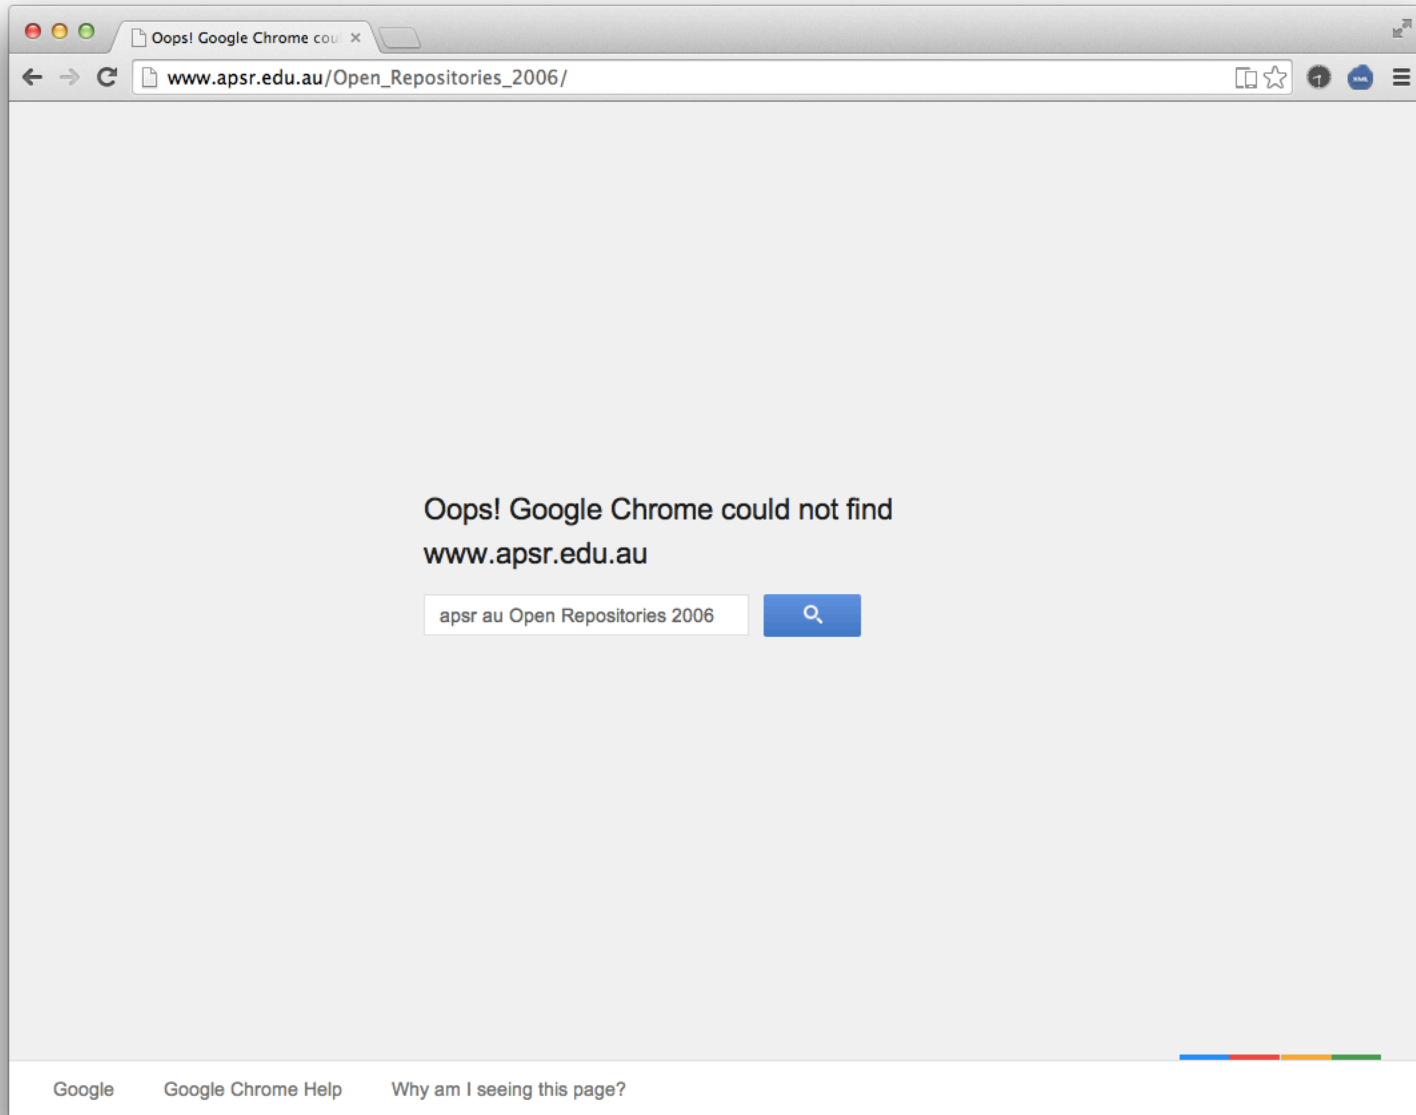 Oops! Google Chrome cou
www.apsr.edu.au/Open_Repositories_2006/
XML
Oops! Google Chrome could not find
www.apsr.edu.au
apsr au Open Repositories 2006
Google Google Chrome Help Why am I seeing this page?